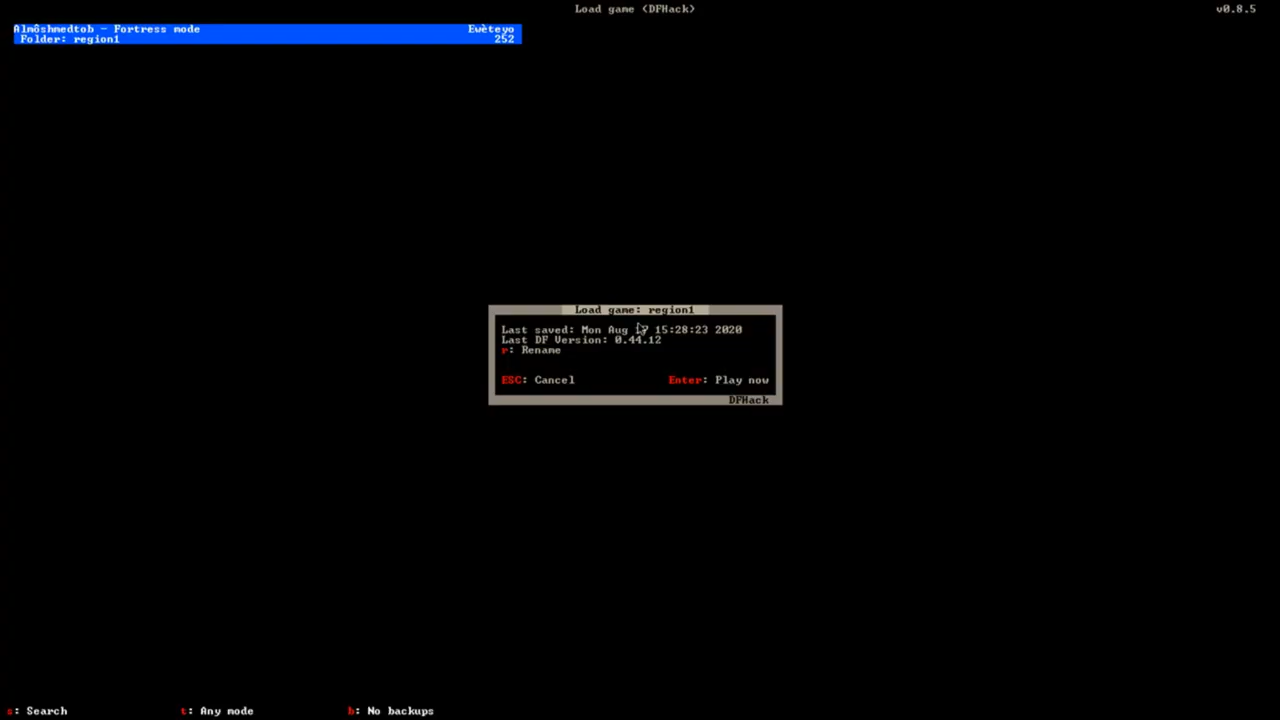 Load game (DFHack)
v0.8.5
Almôshmedtob - Fortress mode Ewèteyo
Folder: region1 252
Load game: region1
Last saved: Mon Aug 15:28:23 2020
Last DF Version: 0.44.12
r: Rename
ESC: Cancel Enter: Play now
DFHack
s: Search t: Any mode b: No backups